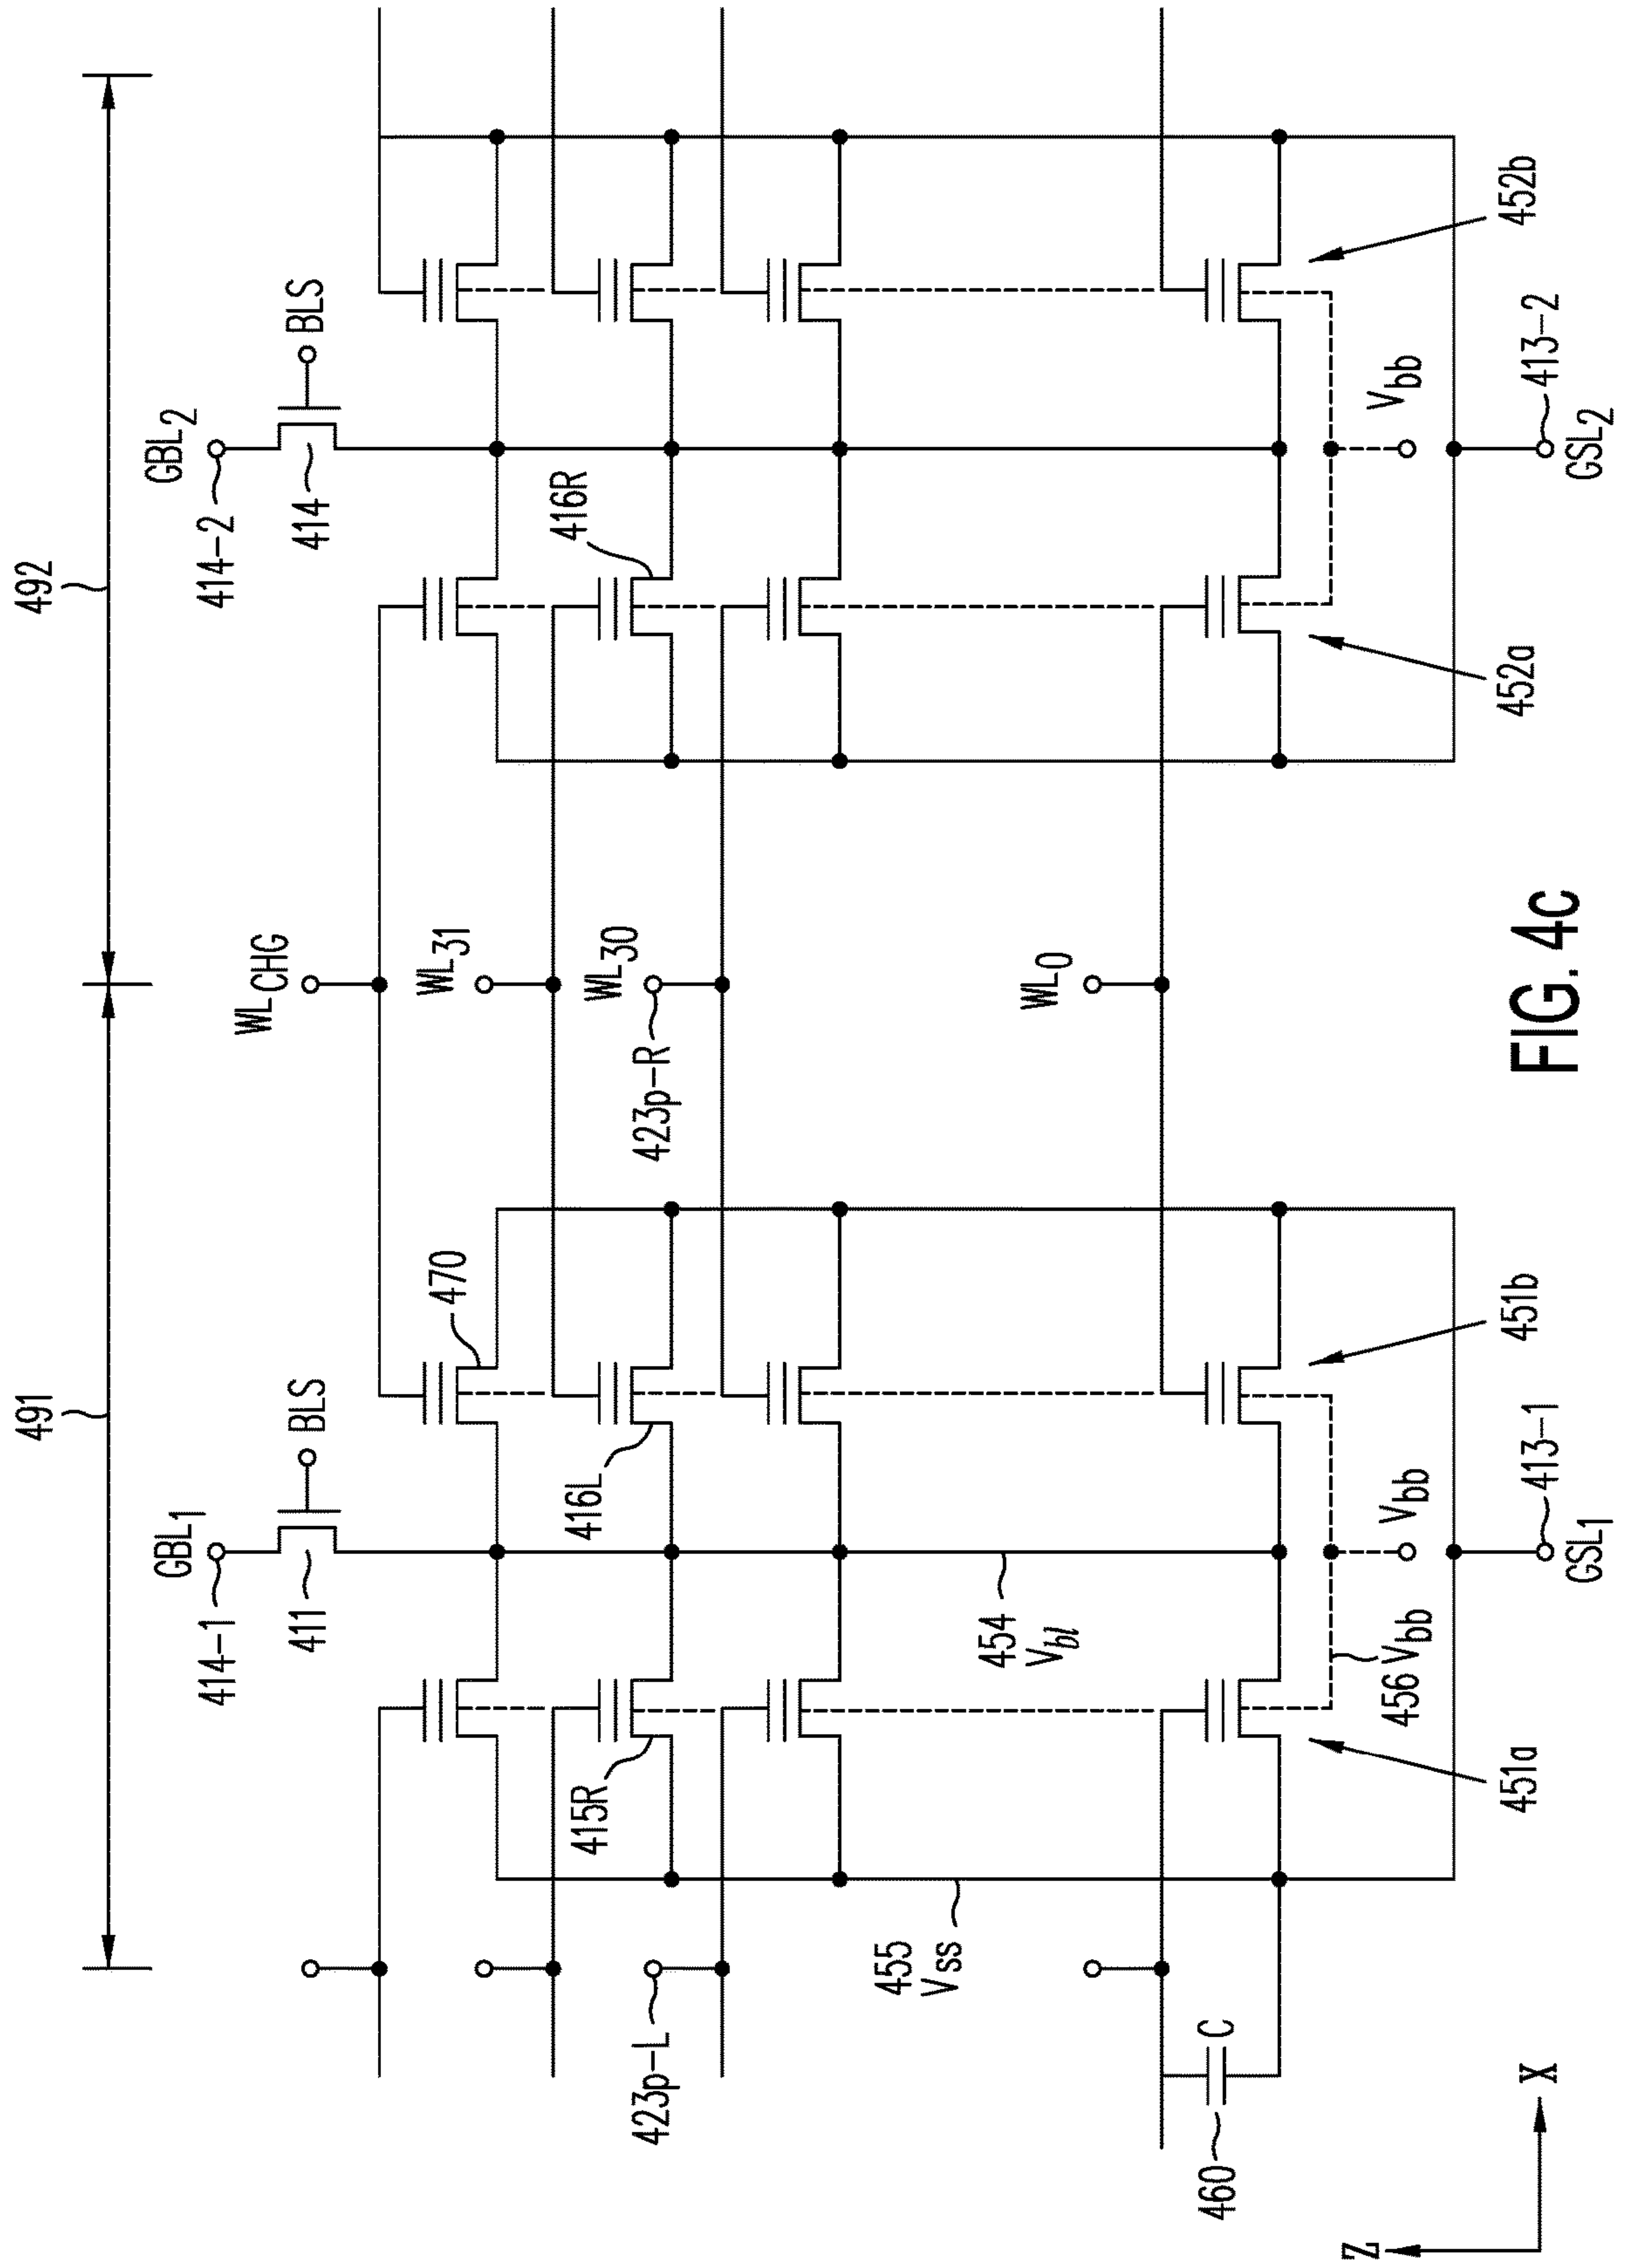 491
492
GBL1
BLS
414-1
411
GBL2
BLS
414-2
414
WLCHG
WL31
WL30
423p-R
WL0
470
416L
415R
416R
423p-L
454
Vbl
455
Vss
460
C
456 Vbb
Vbb
Vbb
451a
451b
452a
452b
413-1
GSL1
413-2
GSL2
Z
X
FIG. 4c